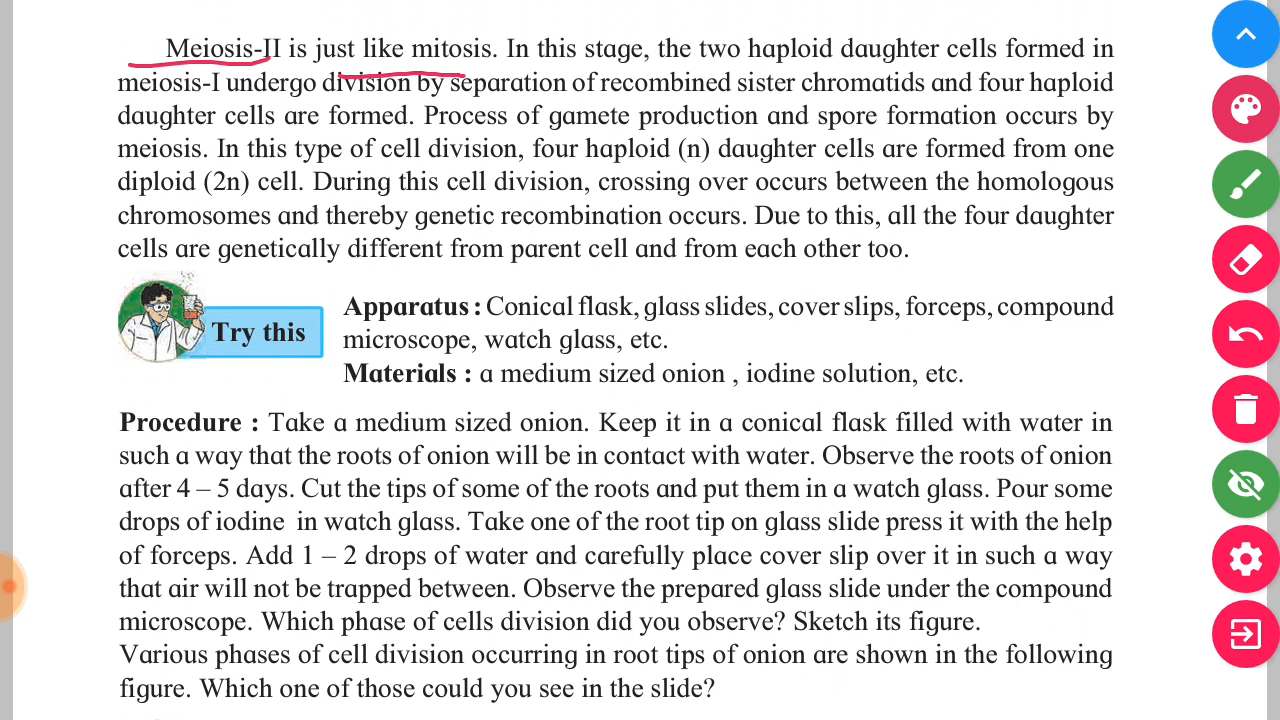 Meiosis-II is just like mitosis. In this stage, the two haploid daughter cells formed in
meiosis-I undergo division by separation of recombined sister chromatids and four haploid
daughter cells are formed. Process of gamete production and spore formation occurs by
meiosis. In this type of cell division, four haploid (n) daughter cells are formed from one
diploid (2n) cell. During this cell division, crossing over occurs between the homologous
chromosomes and thereby genetic recombination occurs. Due to this, all the four daughter
cells are genetically different from parent cell and from each other too.
Try this
Apparatus : Conical flask, glass slides, cover slips, forceps, compound
microscope, watch glass, etc.
Materials : a medium sized onion , iodine solution, etc.
Procedure : Take a medium sized onion. Keep it in a conical flask filled with water in
such a way that the roots of onion will be in contact with water. Observe the roots of onion
after 4 – 5 days. Cut the tips of some of the roots and put them in a watch glass. Pour some
drops of iodine in watch glass. Take one of the root tip on glass slide press it with the help
of forceps. Add 1 – 2 drops of water and carefully place cover slip over it in such a way
that air will not be trapped between. Observe the prepared glass slide under the compound
microscope. Which phase of cells division did you observe? Sketch its figure.
Various phases of cell division occurring in root tips of onion are shown in the following
figure. Which one of those could you see in the slide?